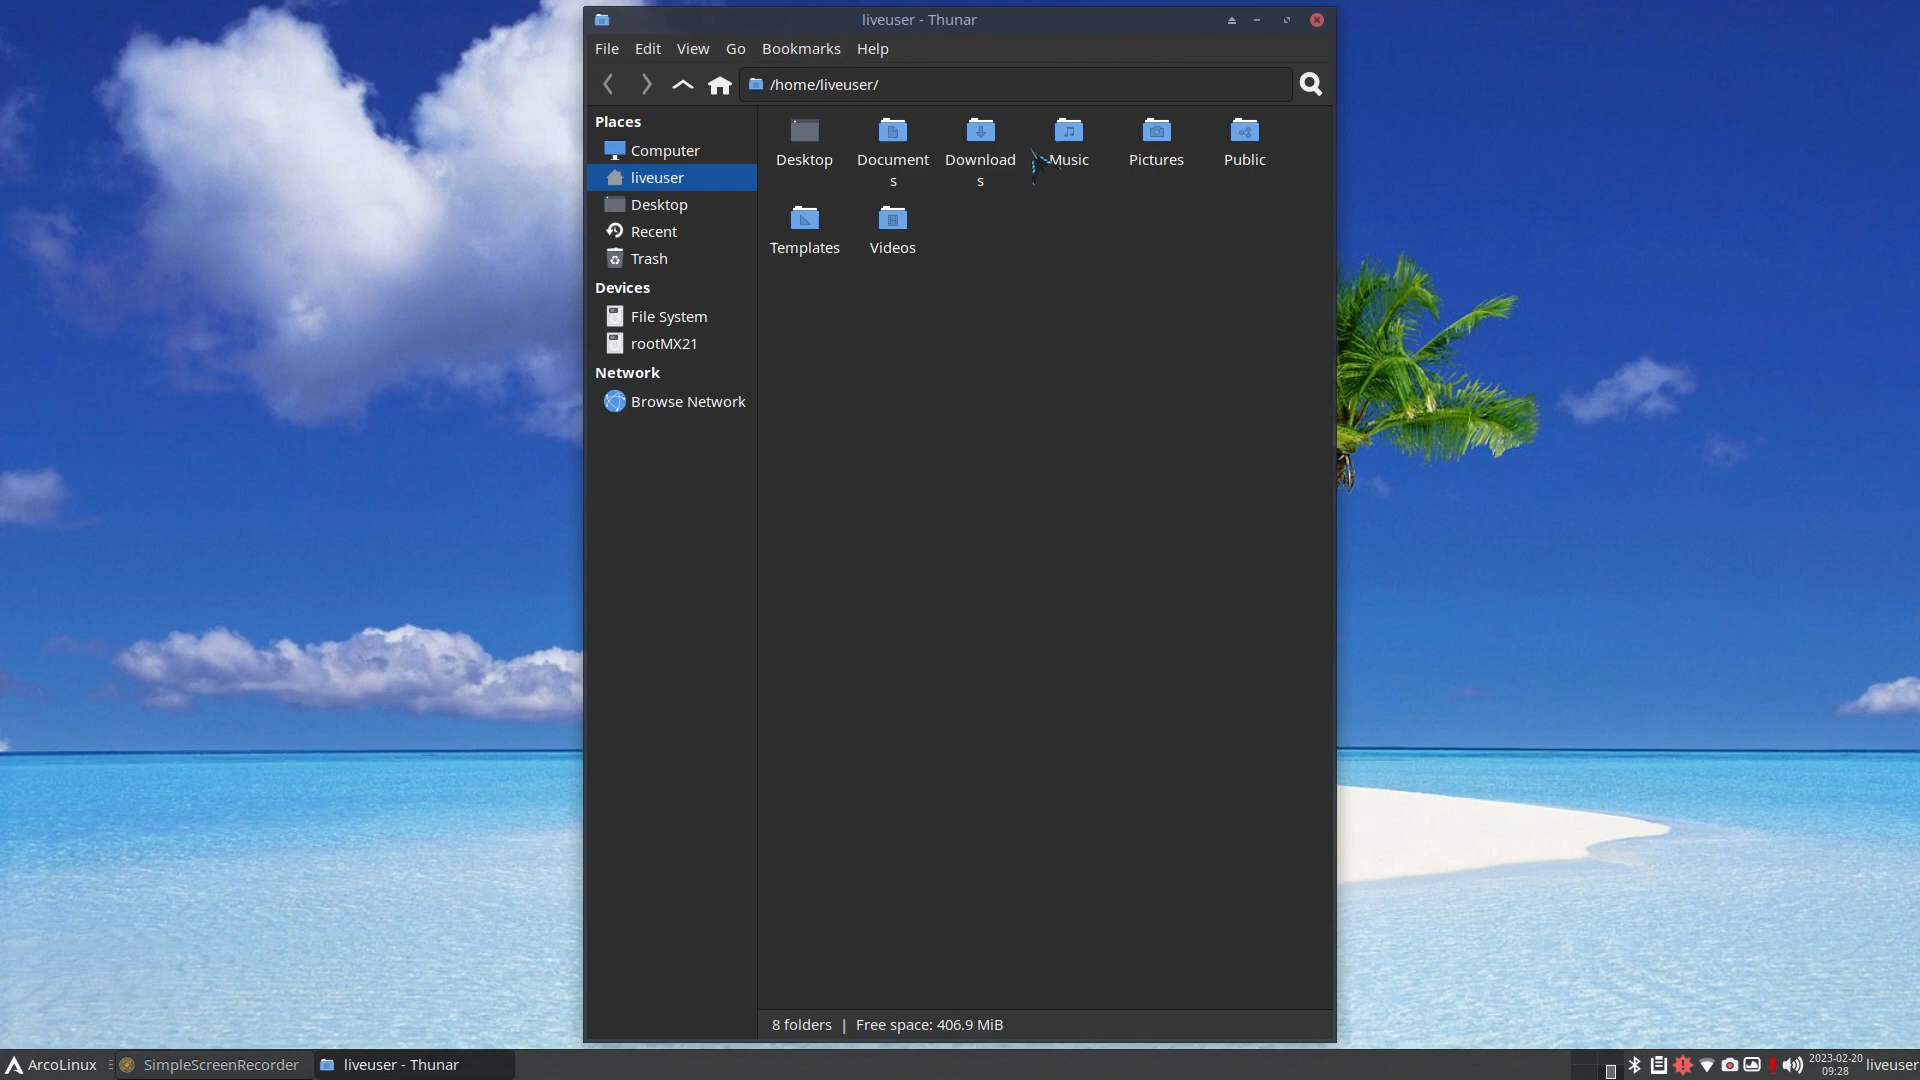 liveuser - Thunar
File Edit View Go Bookmarks Help
/home/liveuser/
Places
Computer
liveuser
Desktop
Recent
Trash
Devices
File System
rootMX21
Network
Browse Network
Desktop
Document
s
Download
s
Music
Pictures
Public
Templates
Videos
8 folders | Free space: 406.9 MiB
ArcoLinux
SimpleScreenRecorder
liveuser - Thunar
2023-02-20
09:28
liveuser